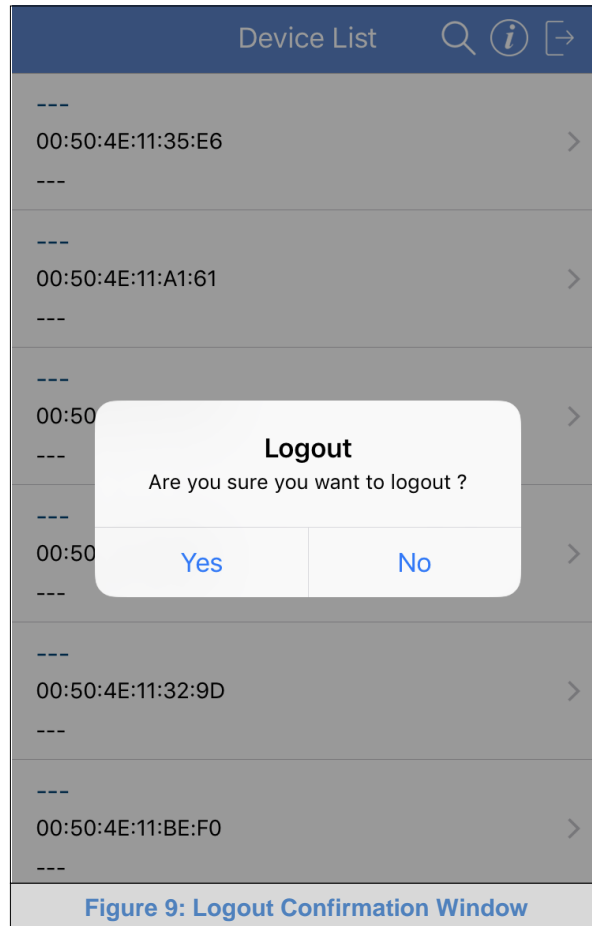 Device List
---
00:50:4E:11:35:E6
---
---
00:50:4E:11:A1:61
---
---
00:50
---
Logout
Are you sure you want to logout ?
---
00:50
Yes
No
---
---
00:50:4E:11:32:9D
---
---
00:50:4E:11:BE:F0
---
Figure 9: Logout Confirmation Window